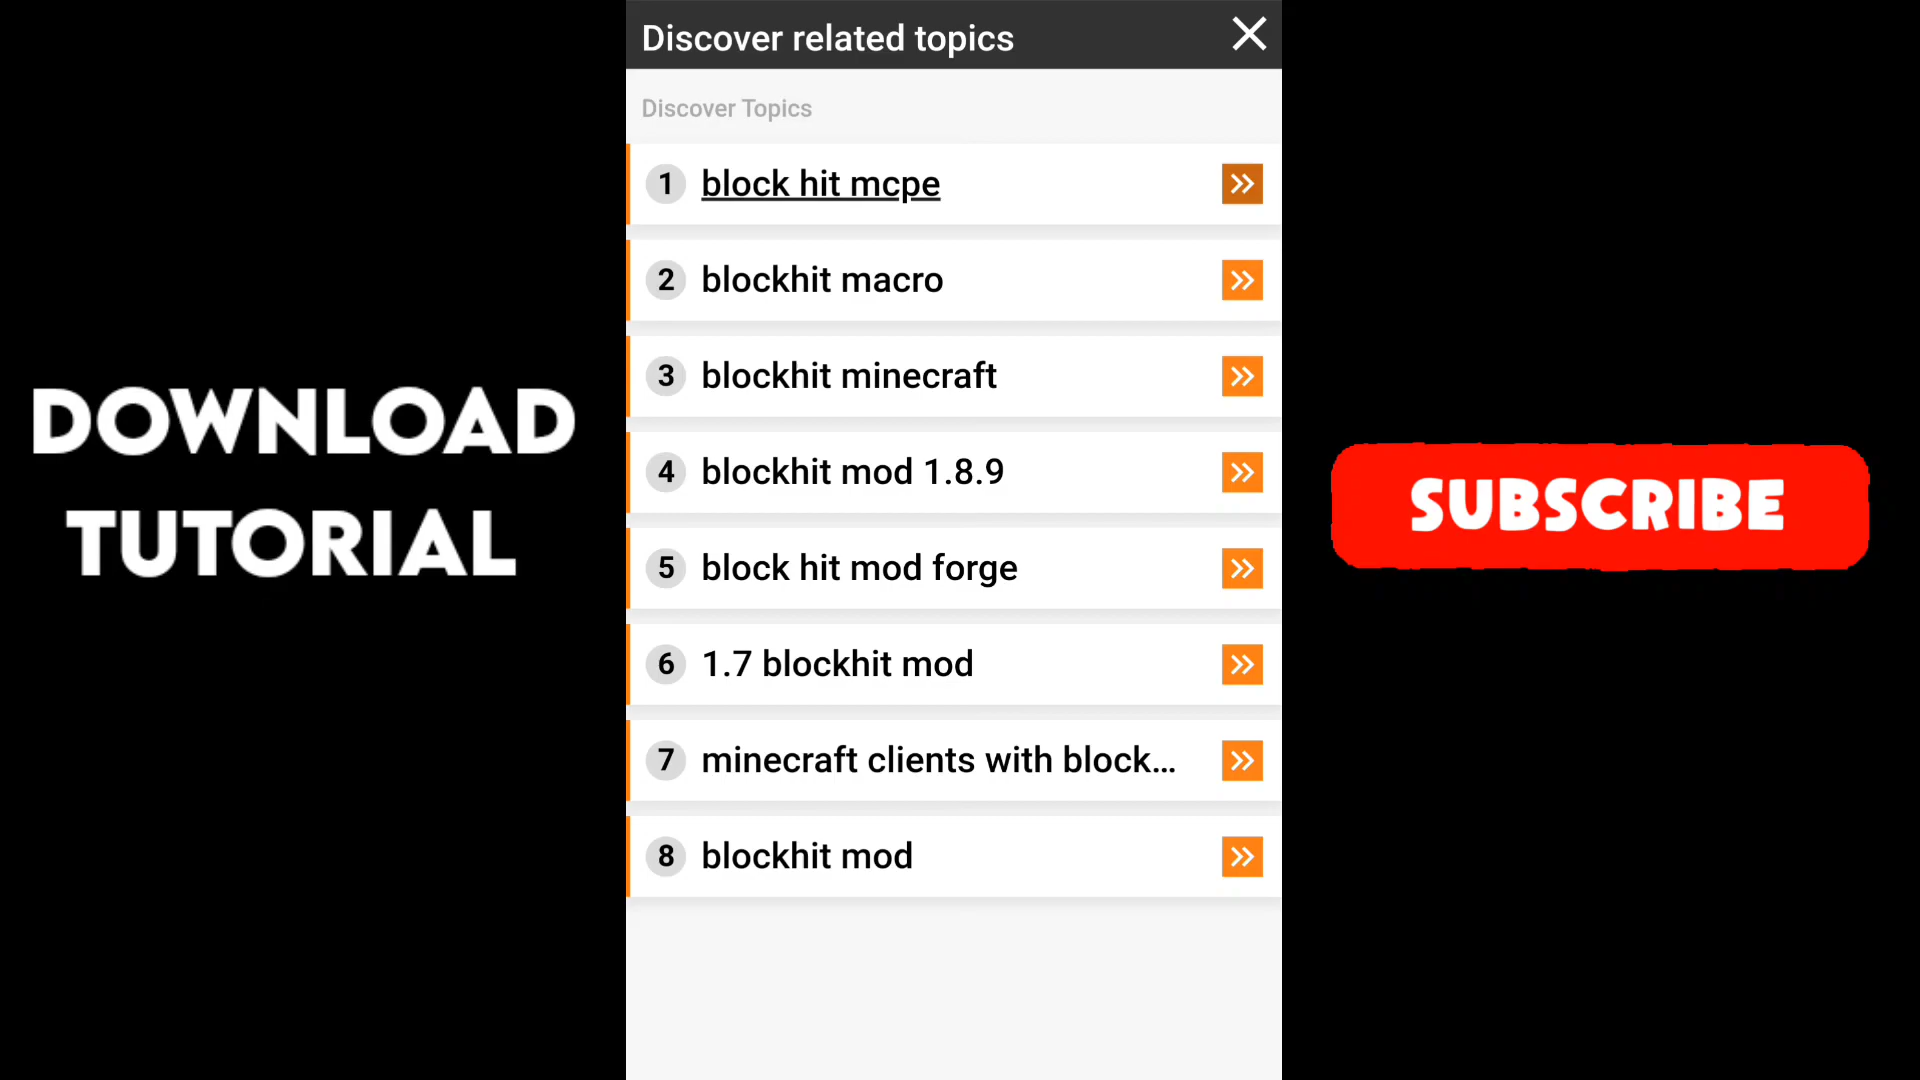 Discover related topics
Discover Topics
1 block hit mcpe
2 blockhit macro
3 blockhit minecraft
4 blockhit mod 1.8.9
5 block hit mod forge
6 1.7 blockhit mod
7 minecraft clients with block...
8 blockhit mod
DOWNLOAD
TUTORIAL
SUBSCRIBE